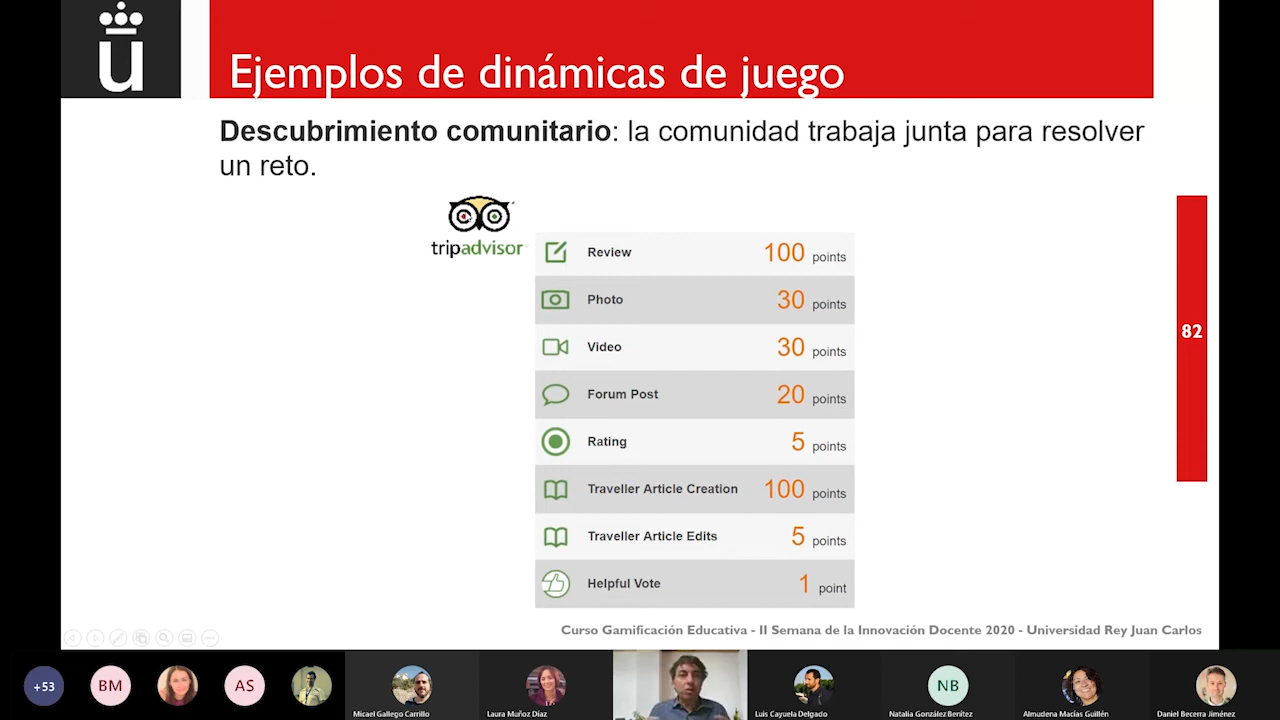 Ejemplos de dinámicas de juego
Descubrimiento comunitario: la comunidad trabaja junta para resolver
un reto.
tripadvisor
Review 100 points
Photo 30 points
Video 30 points
Forum Post 20 points
Rating 5 points
Traveller Article Creation 100 points
Traveller Article Edits 5 points
Helpful Vote 1 point
82
Curso Gamificación Educativa - II Semana de la Innovación Docente 2020 - Universidad Rey Juan Carlos
+53 BM AS NB
Micael Gallego Carrillo Laura Muñoz Díaz Luis Cayuela Delgado Natalia González Benítez Almudena Macías Guillén Daniel Becerra Jiménez